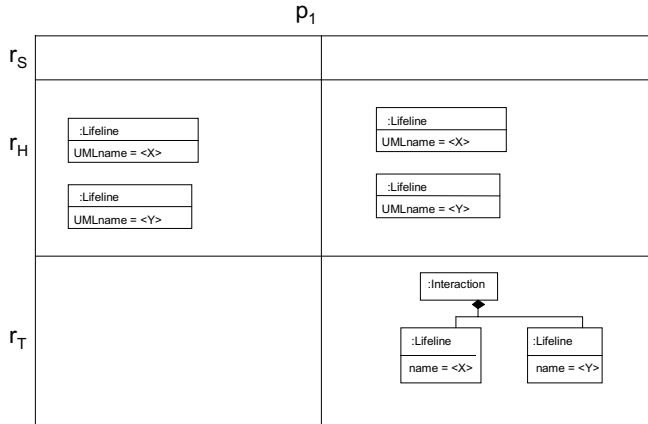 p1
rS
rH
:Lifeline
UMLname = <X>
:Lifeline
UMLname = <Y>
:Lifeline
UMLname = <X>
:Lifeline
UMLname = <Y>
rT
:Interaction
:Lifeline
name = <X>
:Lifeline
name = <Y>